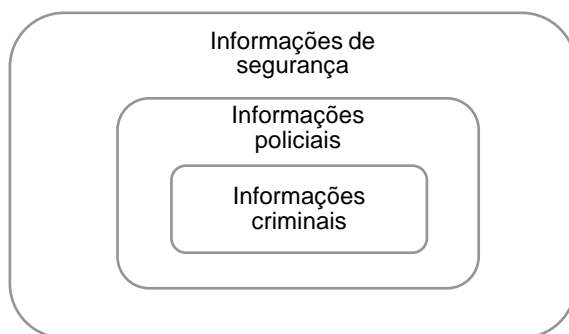 Informações de
segurança
Informações
policiais
Informações
criminais